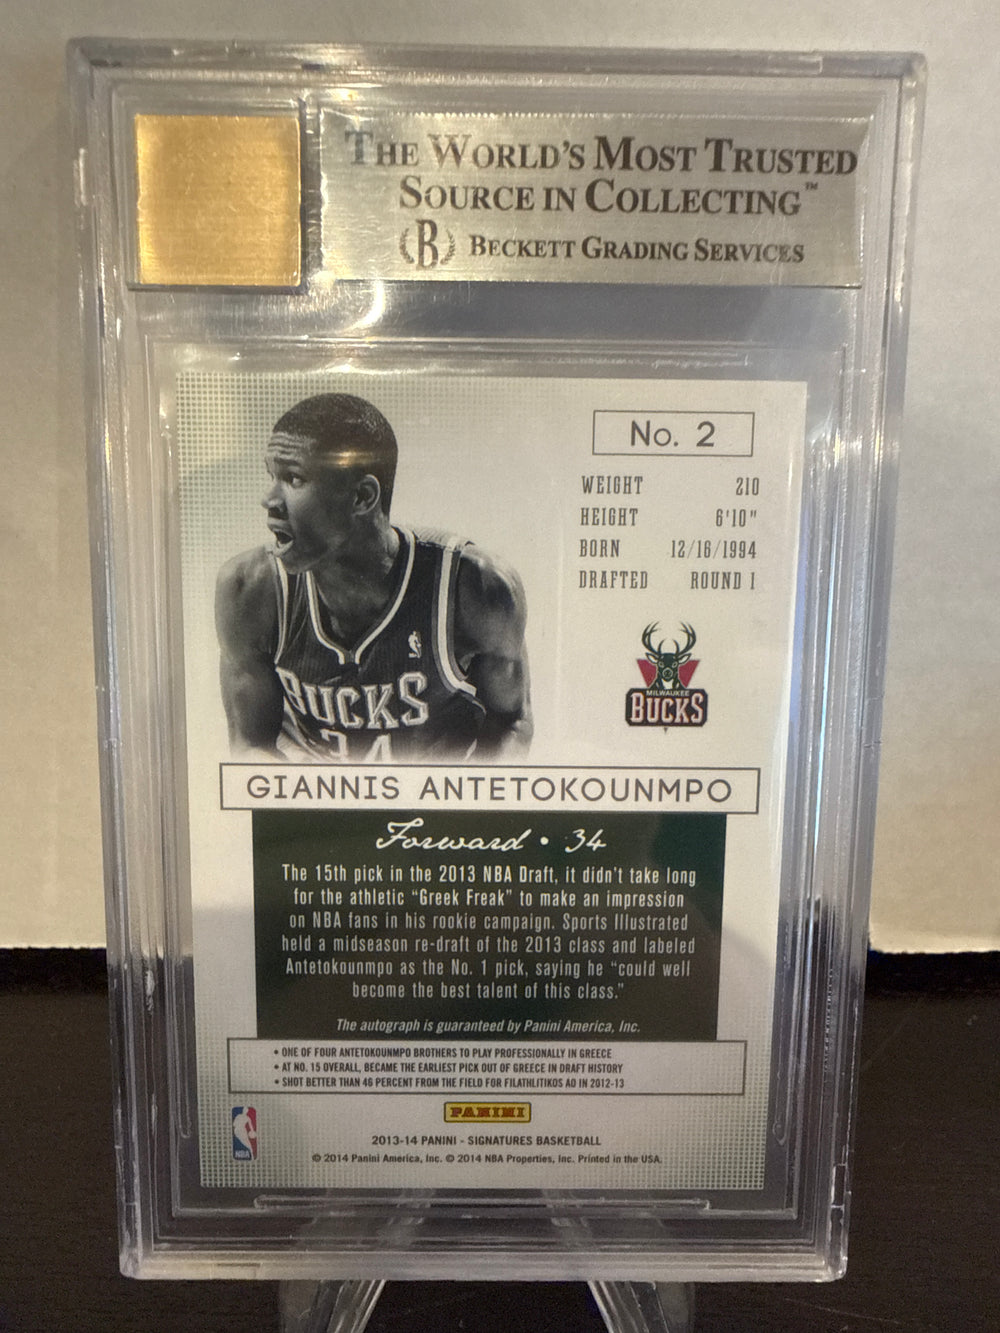 THE WORLD'S MOST TRUSTED
SOURCE IN COLLECTING™
B BECKETT GRADING SERVICES
No. 2
WEIGHT 210
HEIGHT 6'10"
BORN 12/16/1994
DRAFTED ROUND 1
MILWAUKEE
BUCKS
BUCKS
34
GIANNIS ANTETOKOUNMPO
Forward • 34
The 15th pick in the 2013 NBA Draft, it didn't take long
for the athletic "Greek Freak" to make an impression
on NBA fans in his rookie campaign. Sports Illustrated
held a midseason re-draft of the 2013 class and labeled
Antetokounmpo as the No. 1 pick, saying he "could well
become the best talent of this class."
The autograph is guaranteed by Panini America, Inc.
• ONE OF FOUR ANTETOKOUNMPO BROTHERS TO PLAY PROFESSIONALLY IN GREECE
• AT NO. 15 OVERALL, BECAME THE EARLIEST PICK OUT OF GREECE IN DRAFT HISTORY
• SHOT BETTER THAN 46 PERCENT FROM THE FIELD FOR FILATHLITIKOS AO IN 2012-13
PANINI
NBA
2013-14 PANINI - SIGNATURES BASKETBALL
© 2014 Panini America, Inc. © 2014 NBA Properties, Inc. Printed in the USA.